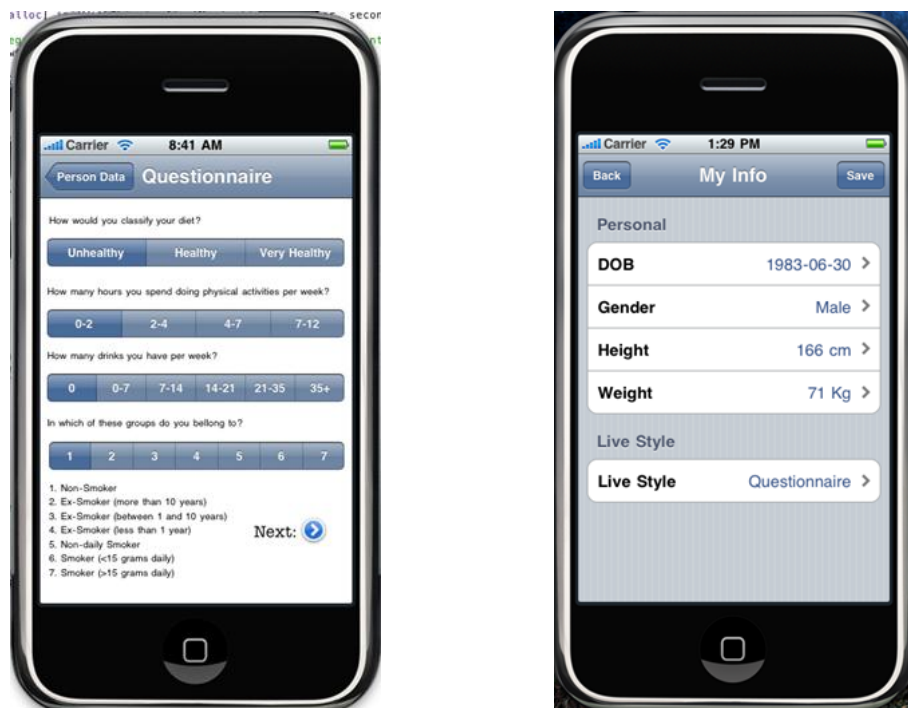 alloc]
secon
Carrier 8:41 AM
Person Data Questionnaire
How would you classify your diet?
Unhealthy Healthy Very Healthy
How many hours you spend doing physical activities per week?
0-2 2-4 4-7 7-12
How many drinks you have per week?
0 0-7 7-14 14-21 21-35 35+
In which of these groups do you bellong to?
1 2 3 4 5 6 7
1. Non-Smoker
2. Ex-Smoker (more than 10 years)
3. Ex-Smoker (between 1 and 10 years)
4. Ex-Smoker (less than 1 year)
5. Non-daily Smoker
6. Smoker (<15 grams daily)
7. Smoker (>15 grams daily)
Next:
Carrier 1:29 PM
Back My Info Save
Personal
DOB 1983-06-30
Gender Male
Height 166 cm
Weight 71 Kg
Live Style
Live Style Questionnaire